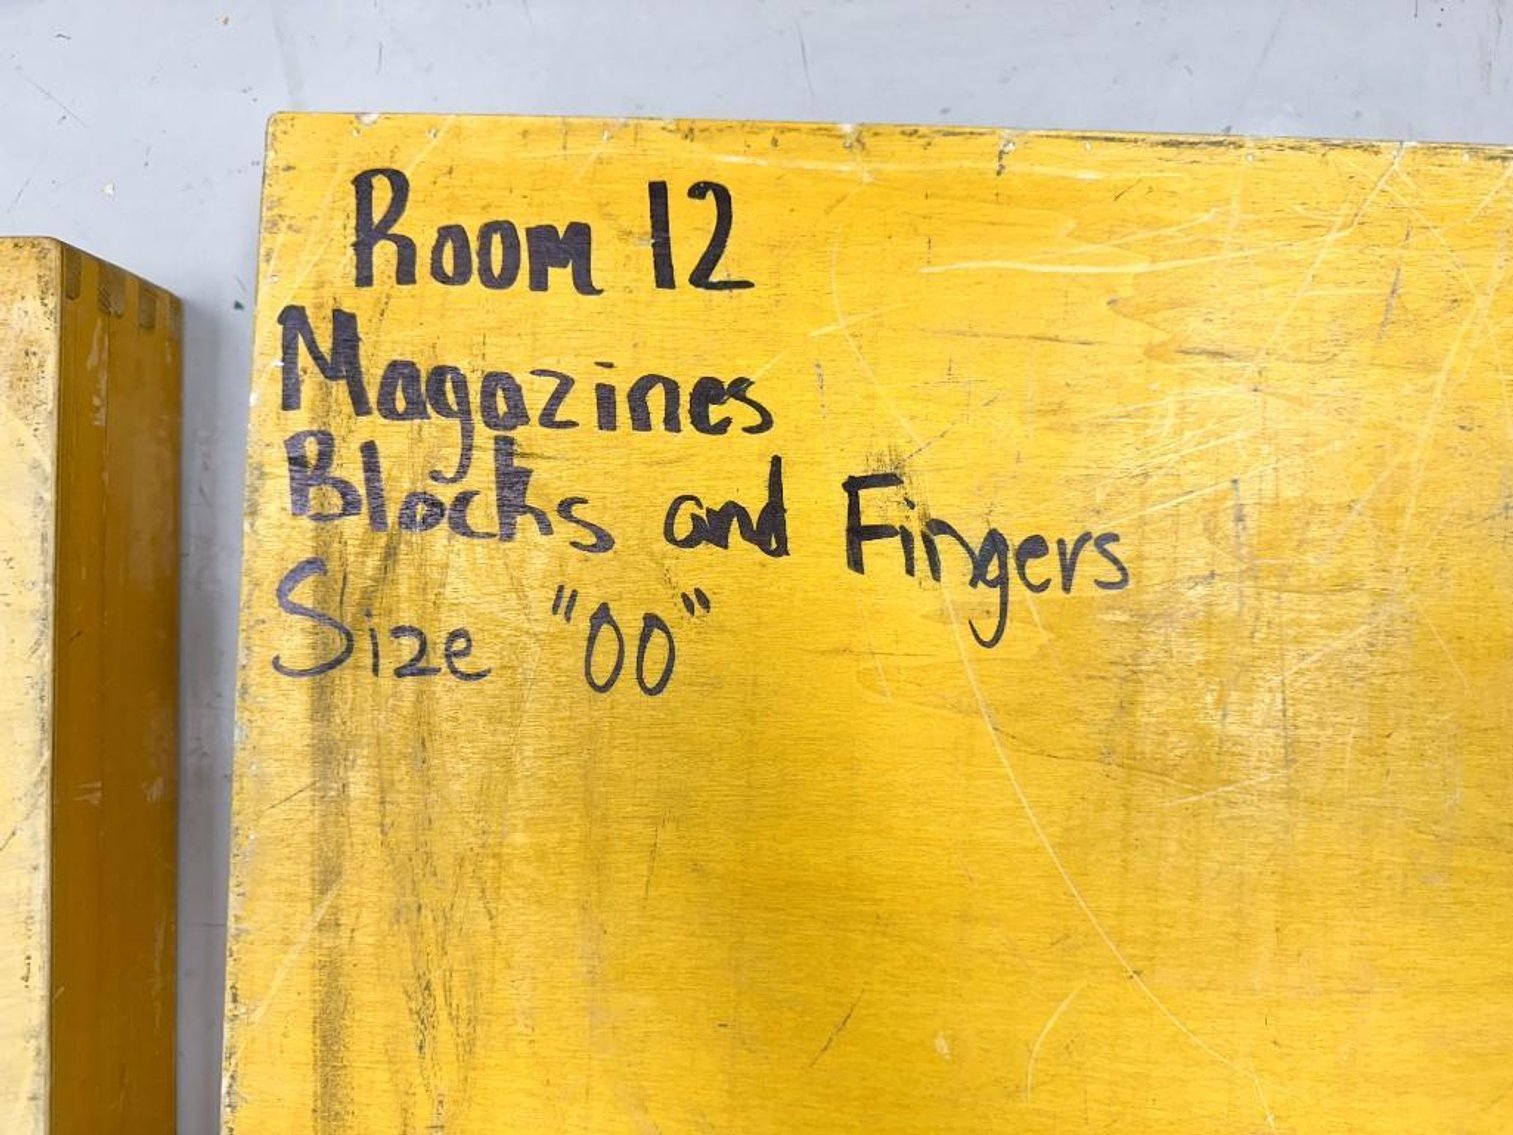 Room 12
Magazines
Blocks and Fingers
Size "00"